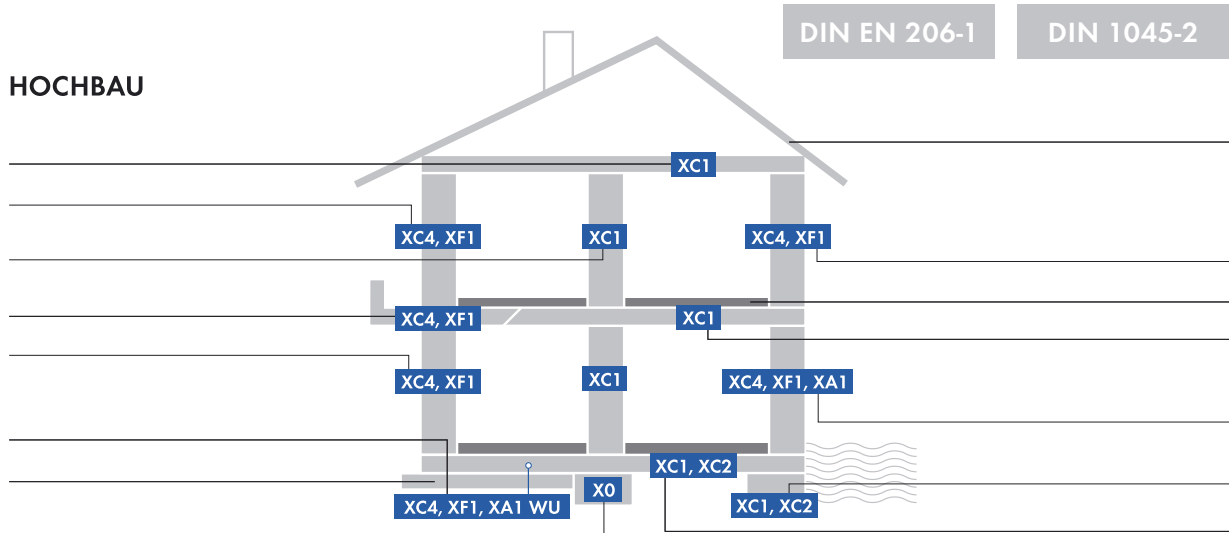 DIN EN 206-1
DIN 1045-2
HOCHBAU
XC1
XC4, XF1
XC1
XC4, XF1
XC4, XF1
XC1
XC4, XF1
XC1
XC4, XF1, XA1
XC1, XC2
XC4, XF1, XA1 WU
X0
XC1, XC2